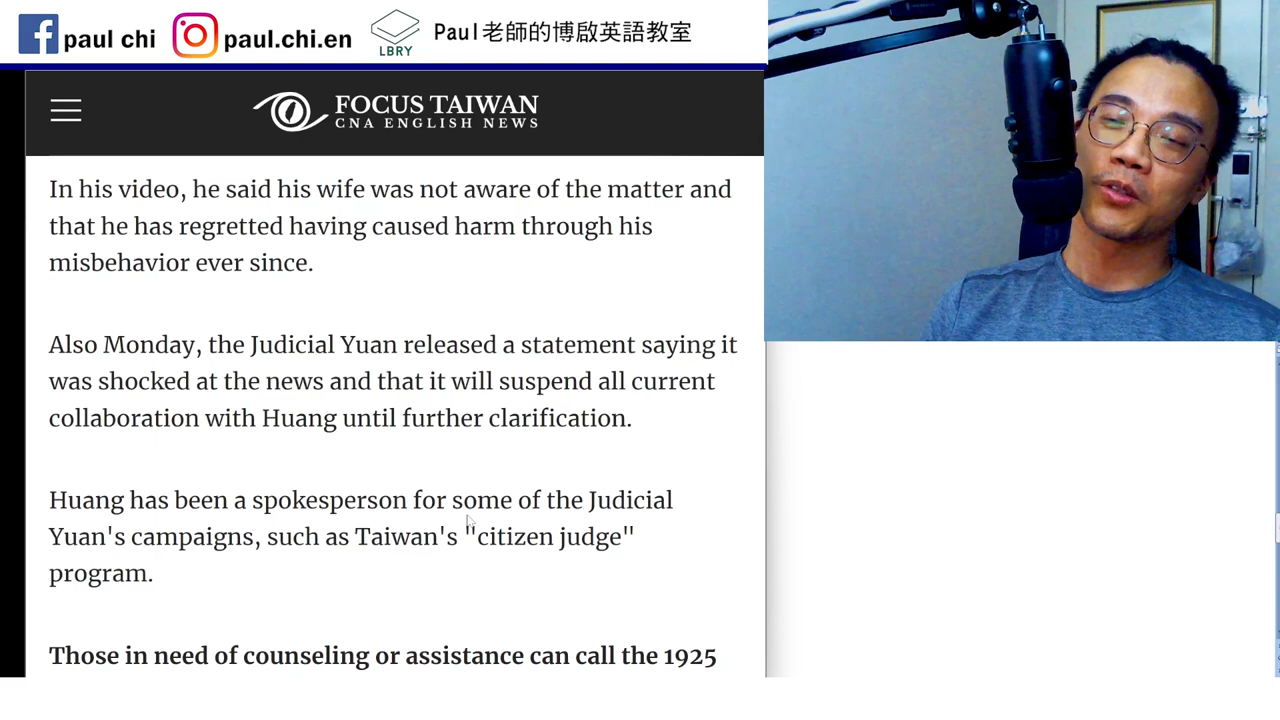 paul chi
paul.chi.en
LBRY
Paul老師的博啟英語教室
FOCUS TAIWAN
CNA ENGLISH NEWS
In his video, he said his wife was not aware of the matter and
that he has regretted having caused harm through his
misbehavior ever since.
Also Monday, the Judicial Yuan released a statement saying it
was shocked at the news and that it will suspend all current
collaboration with Huang until further clarification.
Huang has been a spokesperson for some of the Judicial
Yuan's campaigns, such as Taiwan's "citizen judge"
program.
Those in need of counseling or assistance can call the 1925